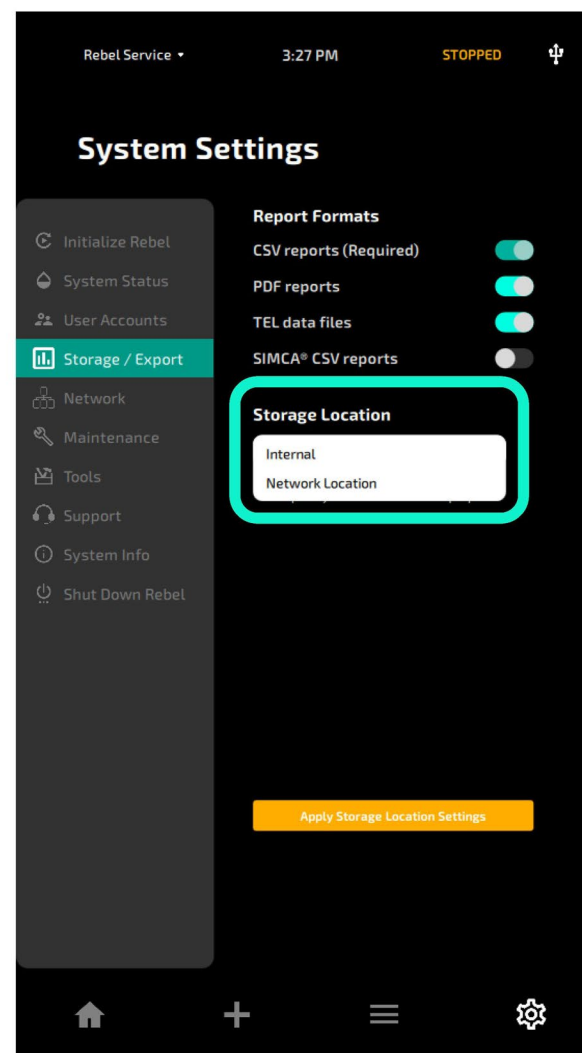 Rebel Service
3:27 PM
STOPPED
System Settings
Initialize Rebel
System Status
User Accounts
Storage / Export
Network
Maintenance
Tools
Support
System Info
Shut Down Rebel
Report Formats
CSV reports (Required)
PDF reports
TEL data files
SIMCA® CSV reports
Storage Location
Internal
Network Location
Apply Storage Location Settings